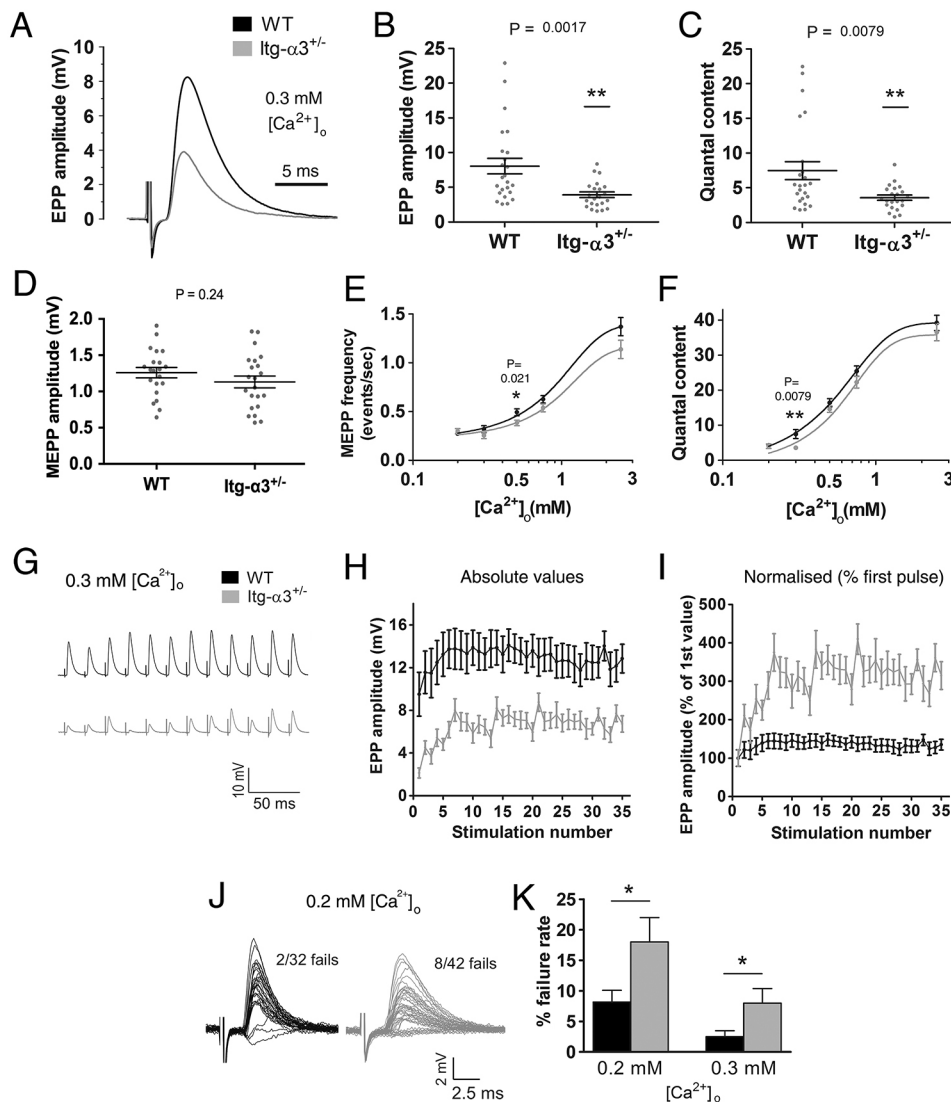 A
WT
Itg-α3+/-
EPP amplitude (mV)
10
8
6
4
2
0
0.3 mM
[Ca2+]o
5 ms
B
P = 0.0017
EPP amplitude (mV)
25
20
15
10
5
0
**
WT
Itg-α3+/-
C
P = 0.0079
Quantal content
25
20
15
10
5
0
**
WT
Itg-α3+/-
D
P = 0.24
MEPP amplitude (mV)
2.0
1.5
1.0
0.5
0.0
WT
Itg-α3+/-
E
MEPP frequency
(events/sec)
1.5
1.0
0.5
0.0
P=
0.021
*
0.1
0.5
1
3
[Ca2+]o(mM)
F
Quantal content
40
30
20
10
0
P=
0.0079
**
0.1
0.5
1
3
[Ca2+]o(mM)
G
0.3 mM [Ca2+]o
WT
Itg-α3+/-
10 mV
50 ms
H
Absolute values
EPP amplitude (mV)
16
12
8
4
0
0 5 10 15 20 25 30 35
Stimulation number
I
Normalised (% first pulse)
EPP amplitude (% of 1st value)
500
400
300
200
100
0
0 5 10 15 20 25 30 35
Stimulation number
J
0.2 mM [Ca2+]o
2/32 fails
8/42 fails
2 mV
2.5 ms
K
% failure rate
25
20
15
10
5
0
*
*
0.2 mM
0.3 mM
[Ca2+]o